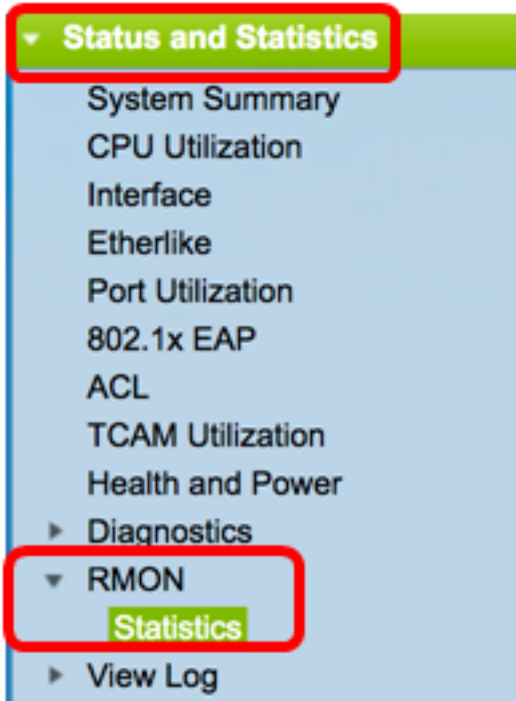 Status and Statistics
System Summary
CPU Utilization
Interface
Etherlike
Port Utilization
802.1x EAP
ACL
TCAM Utilization
Health and Power
Diagnostics
RMON
Statistics
View Log